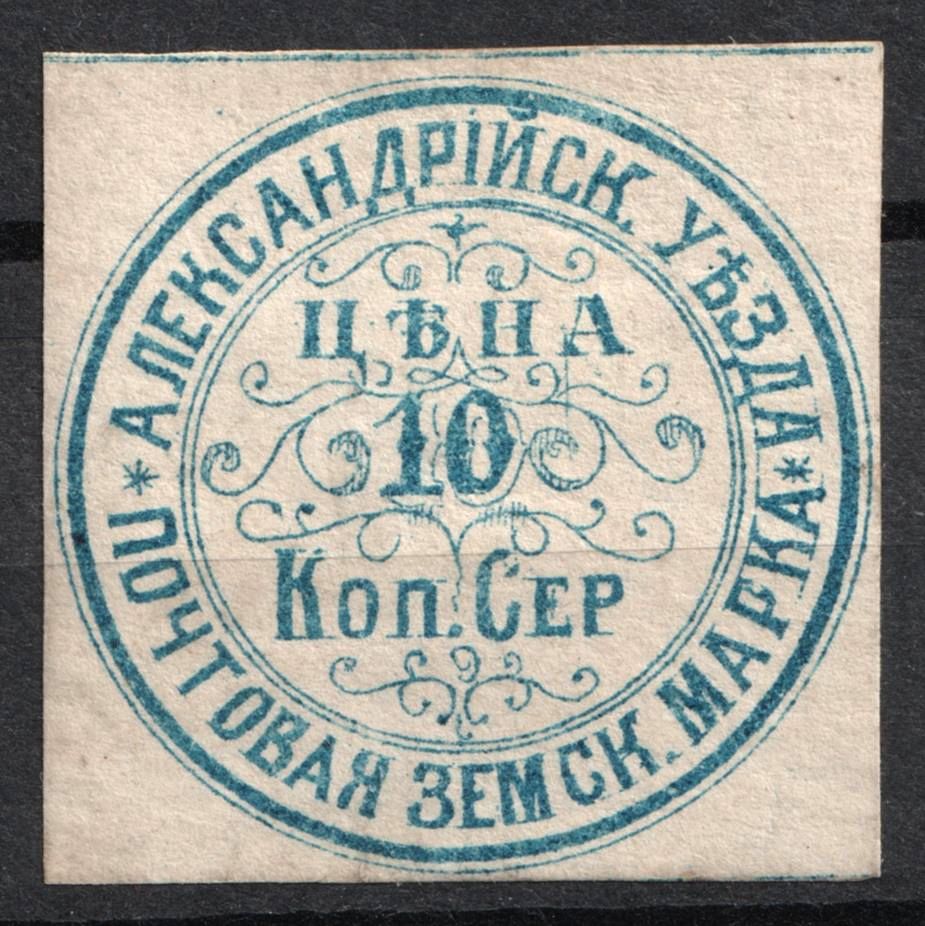 АЛЕКСАНДРІЙСК. УѢЗДА
ЦѢНА
10
Коп. Сер
* ПОЧТОВАЯ ЗЕМСК. МАРКА *